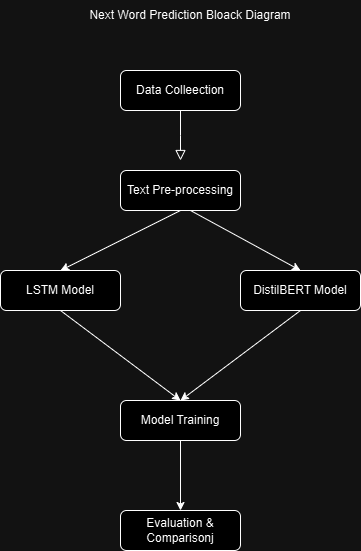 Next Word Prediction Bloack Diagram
Data Colleection
Text Pre-processing
LSTM Model
DistilBERT Model
Model Training
Evaluation &
Comparisonj